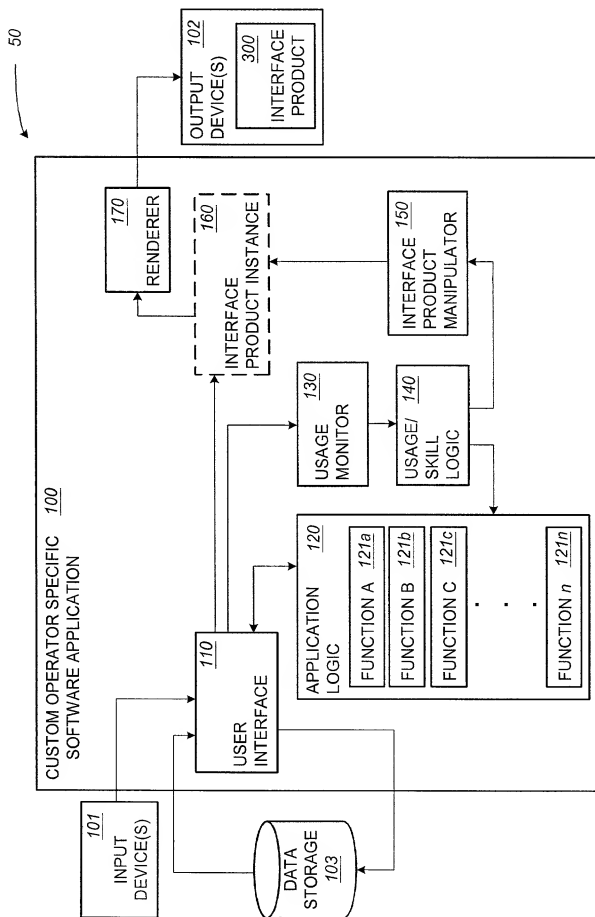 50
CUSTOM OPERATOR SPECIFIC 100
SOFTWARE APPLICATION
101
INPUT
DEVICE(S)
DATA
STORAGE
103
110
USER
INTERFACE
170
RENDERER
102
OUTPUT
DEVICE(S)
300
INTERFACE
PRODUCT
160
INTERFACE
PRODUCT INSTANCE
130
USAGE
MONITOR
140
USAGE/
SKILL LOGIC
150
INTERFACE
PRODUCT
MANIPULATOR
APPLICATION 120
LOGIC
FUNCTION A 121a
FUNCTION B 121b
FUNCTION C 121c
. . .
FUNCTION n 121n